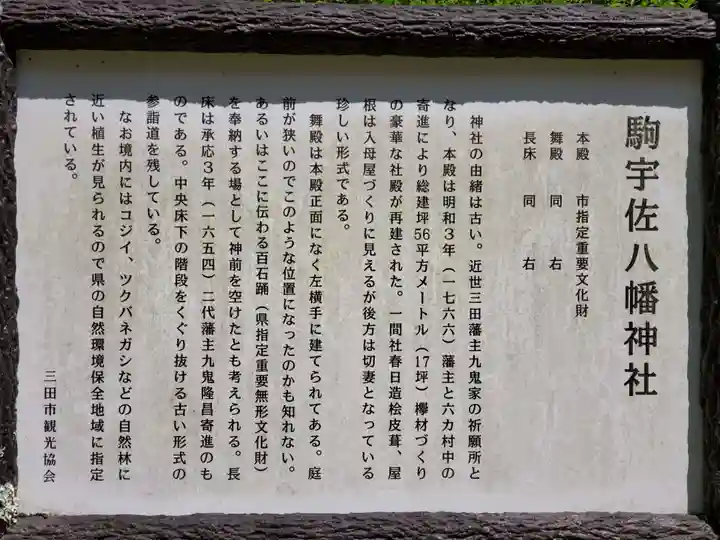 駒宇佐八幡神社
本殿　市指定重要文化財
舞殿　同　右
長床　同　右
神社の由緒は古い。近世三田藩主九鬼家の祈願所と
なり、本殿は明和３年（一七六六）藩主と六カ村中の
寄進により総建坪56平方メートル（17坪）欅材づくり
の豪華な社殿が再建された。一間社春日造桧皮葺、屋
根は入母屋づくりに見えるが後方は切妻となっている
珍しい形式である。
舞殿は本殿正面になく左横手に建てられてある。庭
前が狭いのでこのような位置になったのかも知れない。
あるいはここに伝わる百石踊（県指定重要無形文化財）
を奉納する場として神前を空けたとも考えられる。長
床は承応３年（一六五四）二代藩主九鬼隆昌寄進のも
のである。中央床下の階段をくぐり抜ける古い形式の
参詣道を残している。
なお境内にはコジイ、ツクバネガシなどの自然林に
近い植生が見られるので県の自然環境保全地域に指定
されている。
三田市観光協会